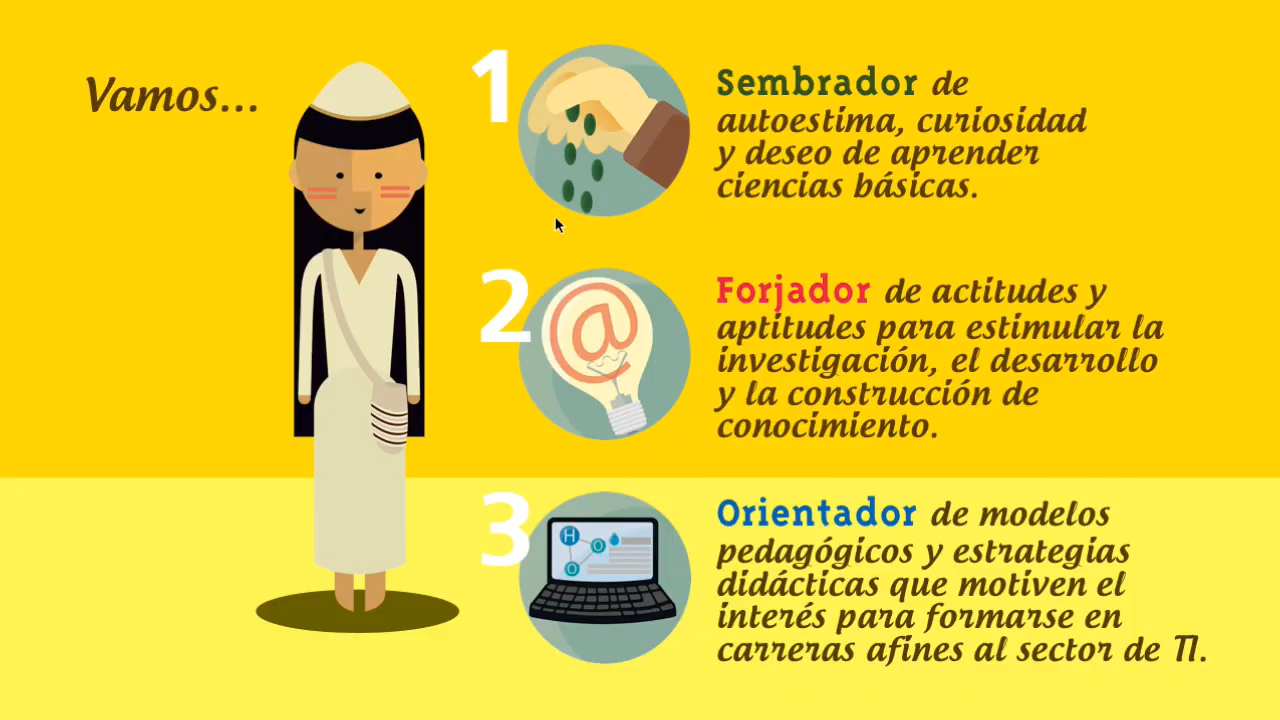 Vamos...
1
Sembrador de
autoestima, curiosidad
y deseo de aprender
ciencias básicas.
2
@
Forjador de actitudes y
aptitudes para estimular la
investigación, el desarrollo
y la construcción de
conocimiento.
3
H
O
O
Orientador de modelos
pedagógicos y estrategias
didácticas que motiven el
interés para formarse en
carreras afines al sector de TI.